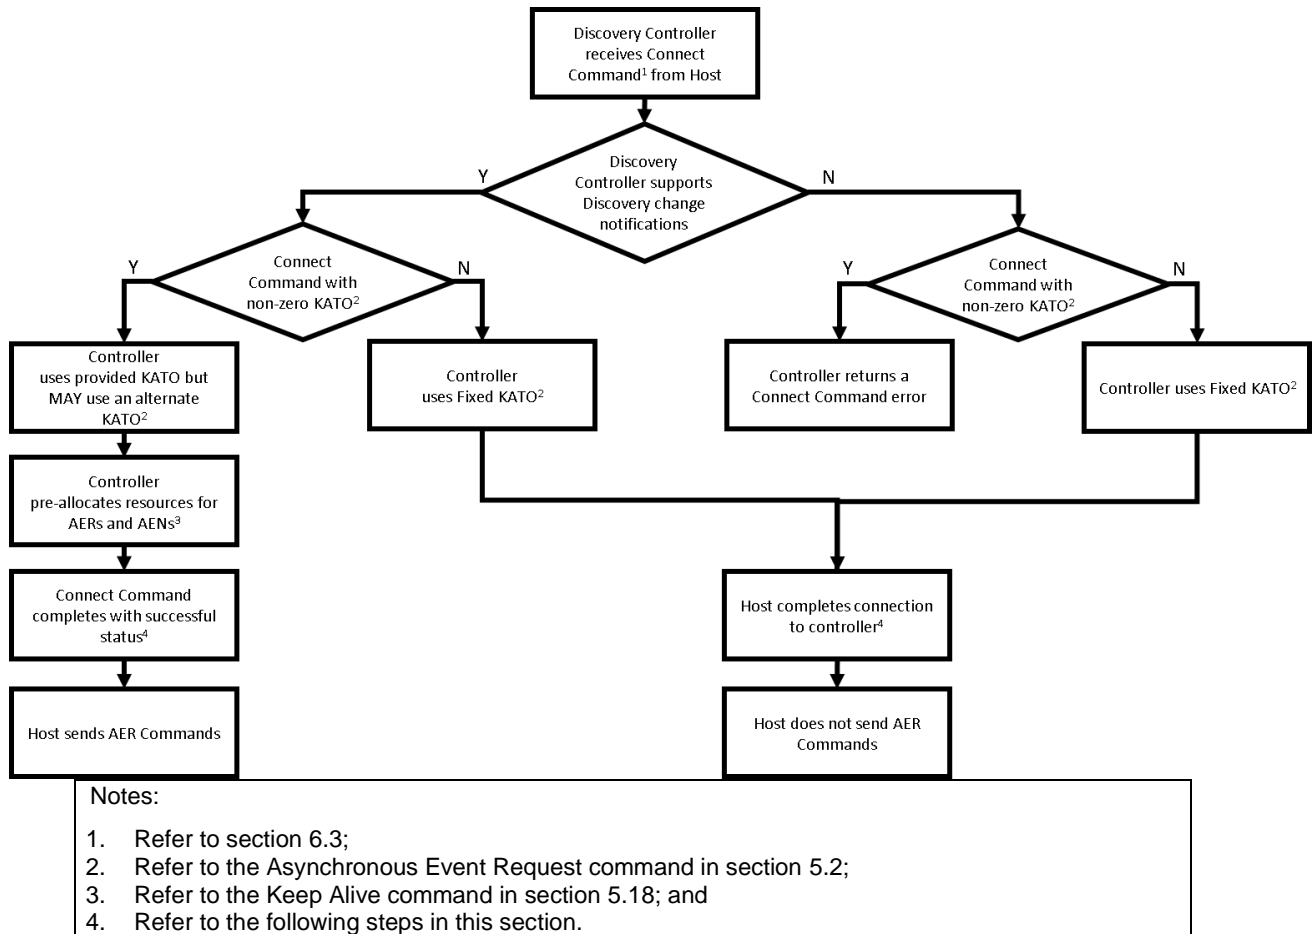 Discovery Controller
receives Connect
Command¹ from Host
Discovery
Controller supports
Discovery change
notifications
Y
N
Connect
Command with
non-zero KATO²
Y
N
Connect
Command with
non-zero KATO²
Y
N
Controller
uses provided KATO but
MAY use an alternate
KATO²
Controller
uses Fixed KATO²
Controller returns a
Connect Command error
Controller uses Fixed KATO²
Controller
pre-allocates resources for
AERs and AENs³
Connect Command
completes with successful
status⁴
Host completes connection
to controller⁴
Host sends AER Commands
Host does not send AER
Commands
Notes:
1. Refer to section 6.3;
2. Refer to the Asynchronous Event Request command in section 5.2;
3. Refer to the Keep Alive command in section 5.18; and
4. Refer to the following steps in this section.